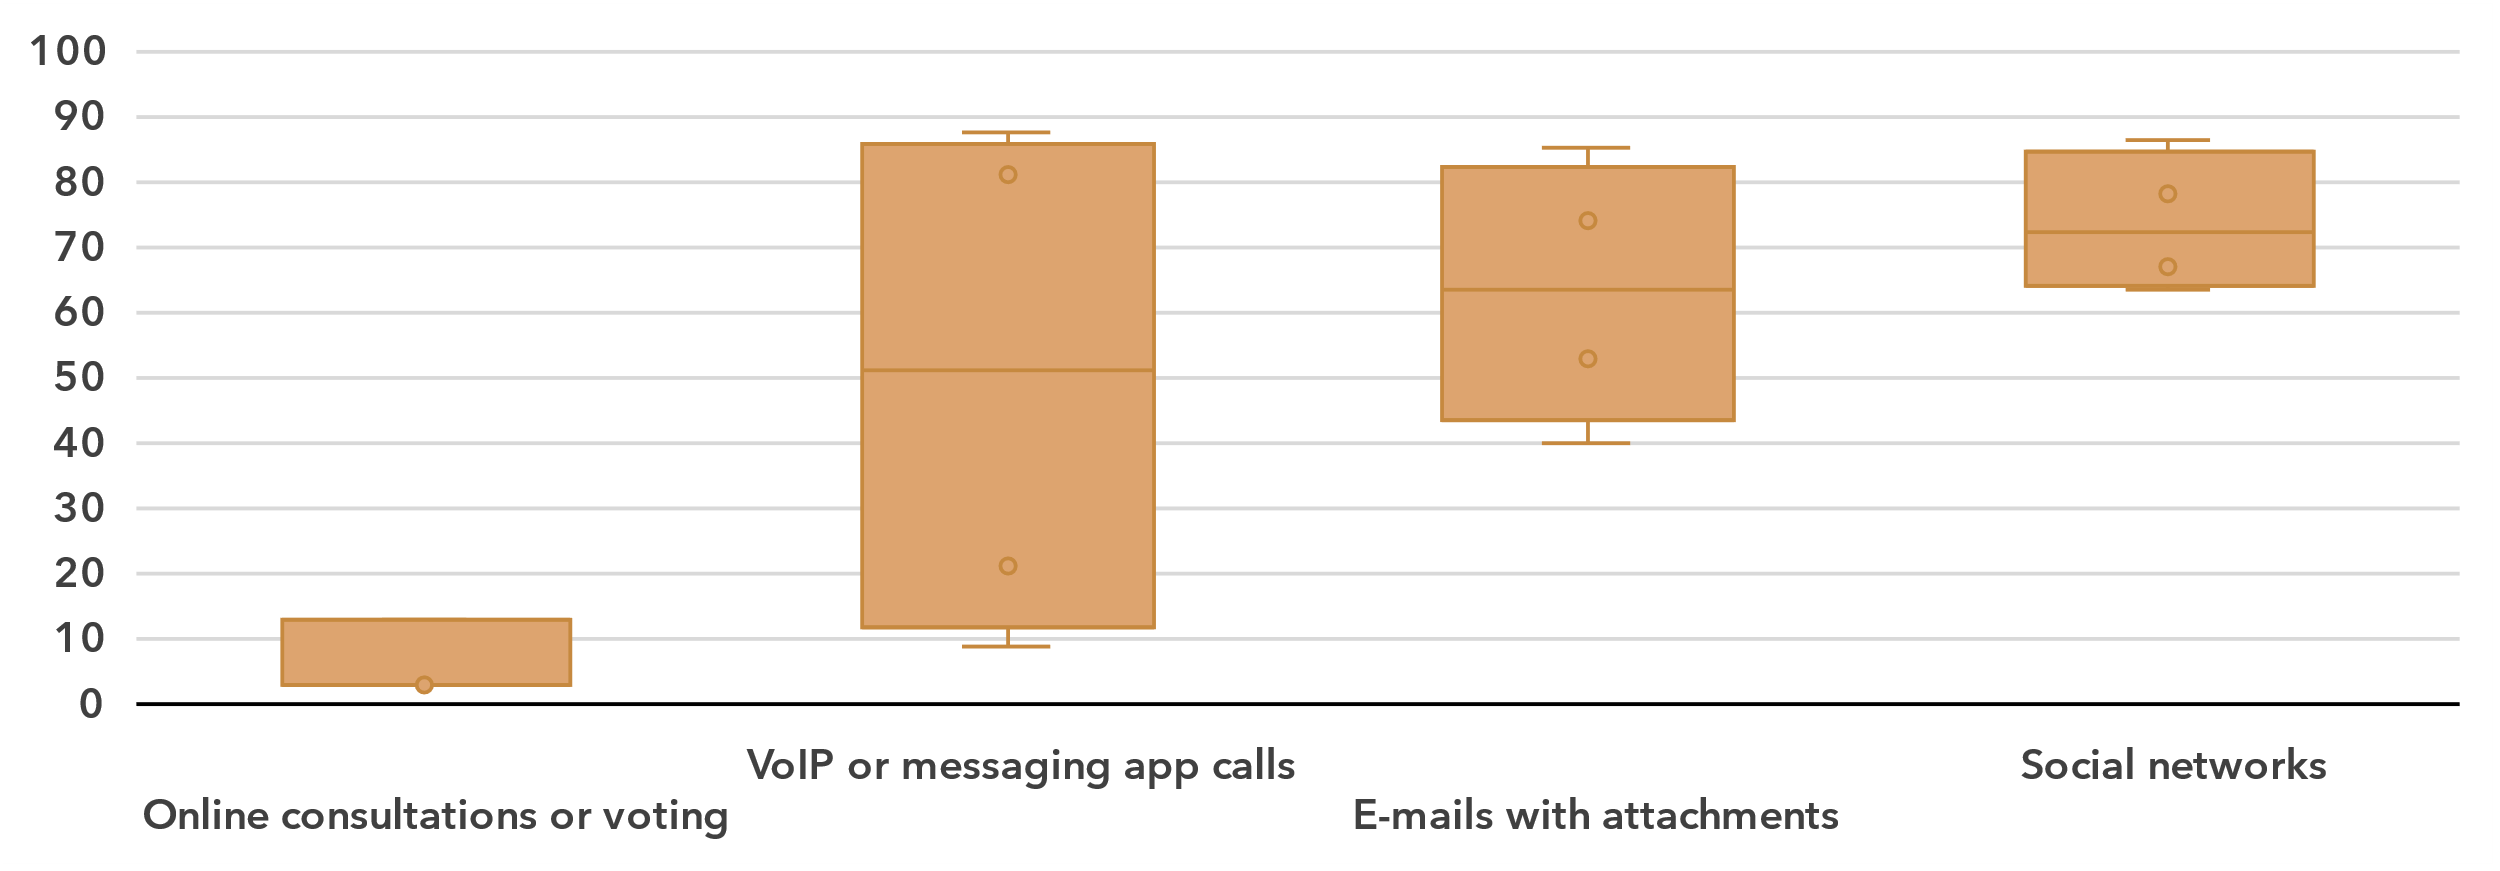 100
90
80
70
60
50
40
30
20
10
0
VoIP or messaging app calls
Social networks
Online consultations or voting
E-mails with attachments